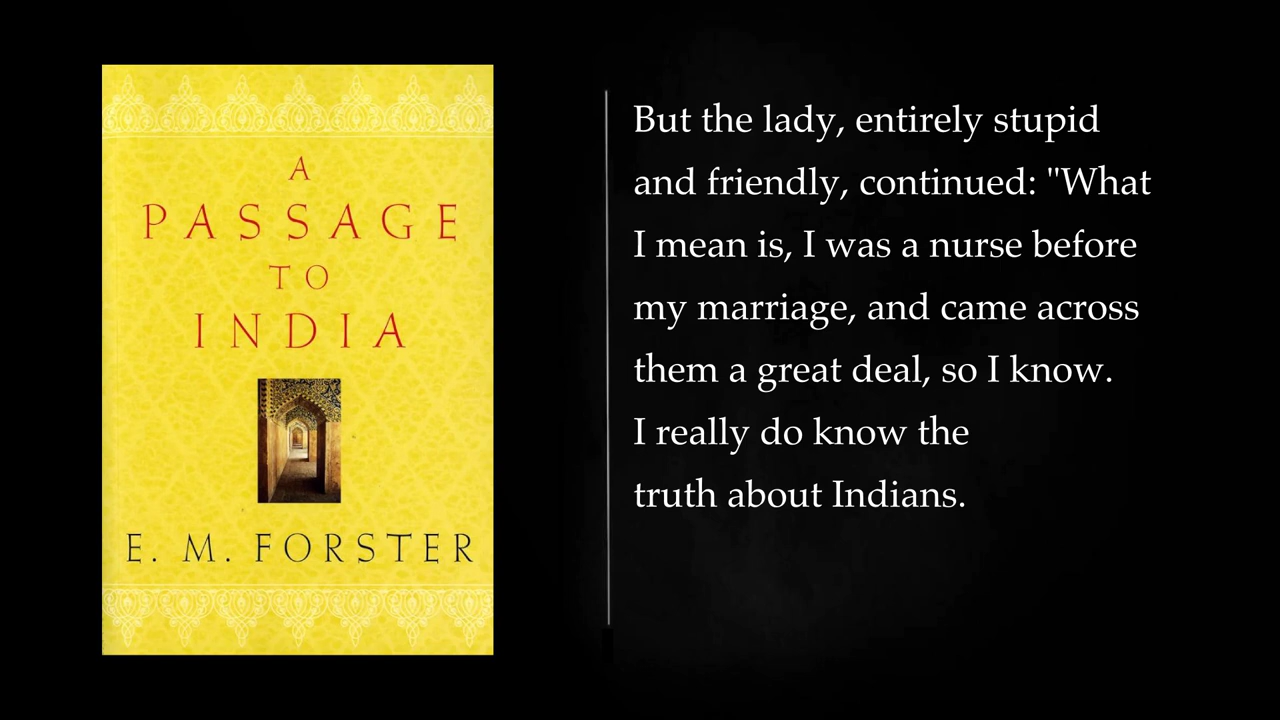 A
PASSAGE
TO
INDIA
E. M. FORSTER
But the lady, entirely stupid
and friendly, continued: "What
I mean is, I was a nurse before
my marriage, and came across
them a great deal, so I know.
I really do know the
truth about Indians.